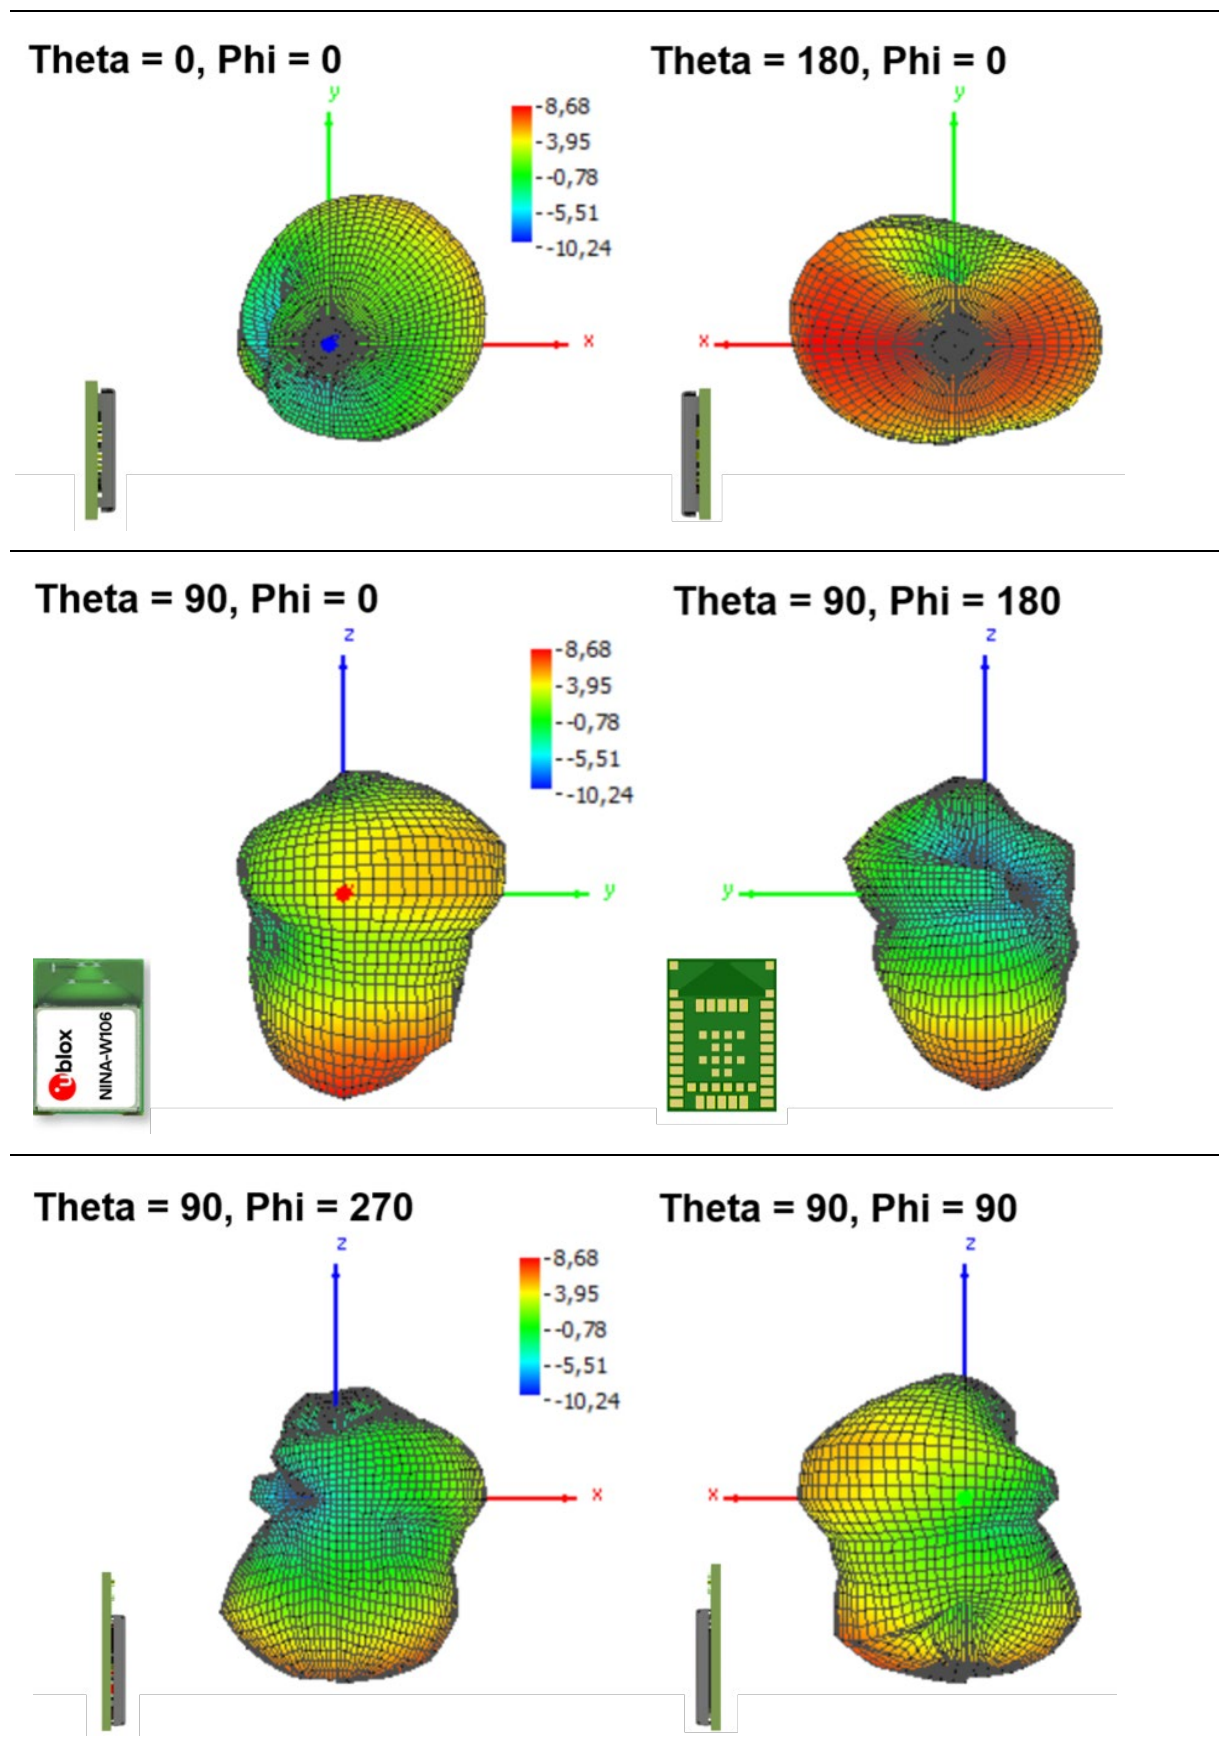 Theta = 0, Phi = 0
Theta = 180, Phi = 0
y
y
-8,68
-3,95
--0,78
--5,51
--10,24
x
x
Theta = 90, Phi = 0
Theta = 90, Phi = 180
z
z
-8,68
-3,95
--0,78
--5,51
--10,24
y
y
ublox
NINA-W106
Theta = 90, Phi = 270
Theta = 90, Phi = 90
z
z
-8,68
-3,95
--0,78
--5,51
--10,24
x
x